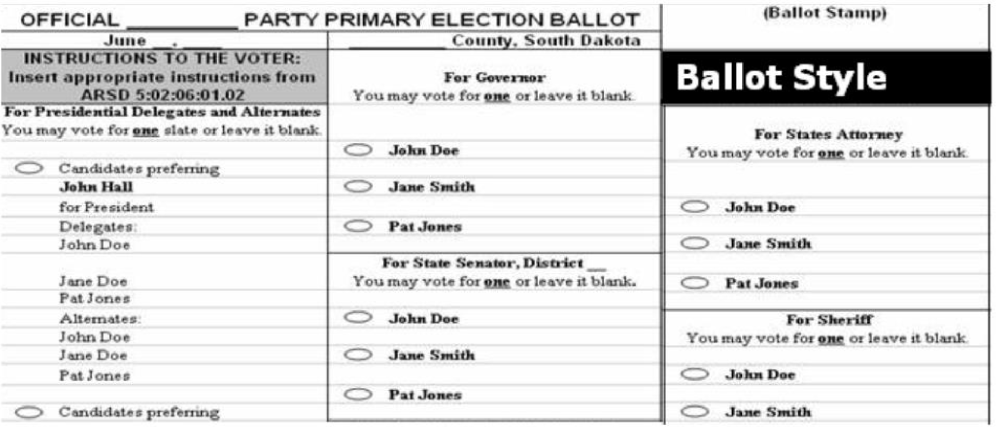 OFFICIAL __________ PARTY PRIMARY ELECTION BALLOT
June __, ____
__________ County, South Dakota
INSTRUCTIONS TO THE VOTER:
Insert appropriate instructions from
ARSD 5:02:06:01.02
For Presidential Delegates and Alternates
You may vote for one slate or leave it blank.
Candidates preferring
John Hall
for President
Delegates:
John Doe
Jane Doe
Pat Jones
Alternates:
John Doe
Jane Doe
Pat Jones
Candidates preferring
For Governor
You may vote for one or leave it blank.
John Doe
Jane Smith
Pat Jones
For State Senator, District __
You may vote for one or leave it blank.
John Doe
Jane Smith
Pat Jones
(Ballot Stamp)
Ballot Style
For States Attorney
You may vote for one or leave it blank.
John Doe
Jane Smith
Pat Jones
For Sheriff
You may vote for one or leave it blank.
John Doe
Jane Smith